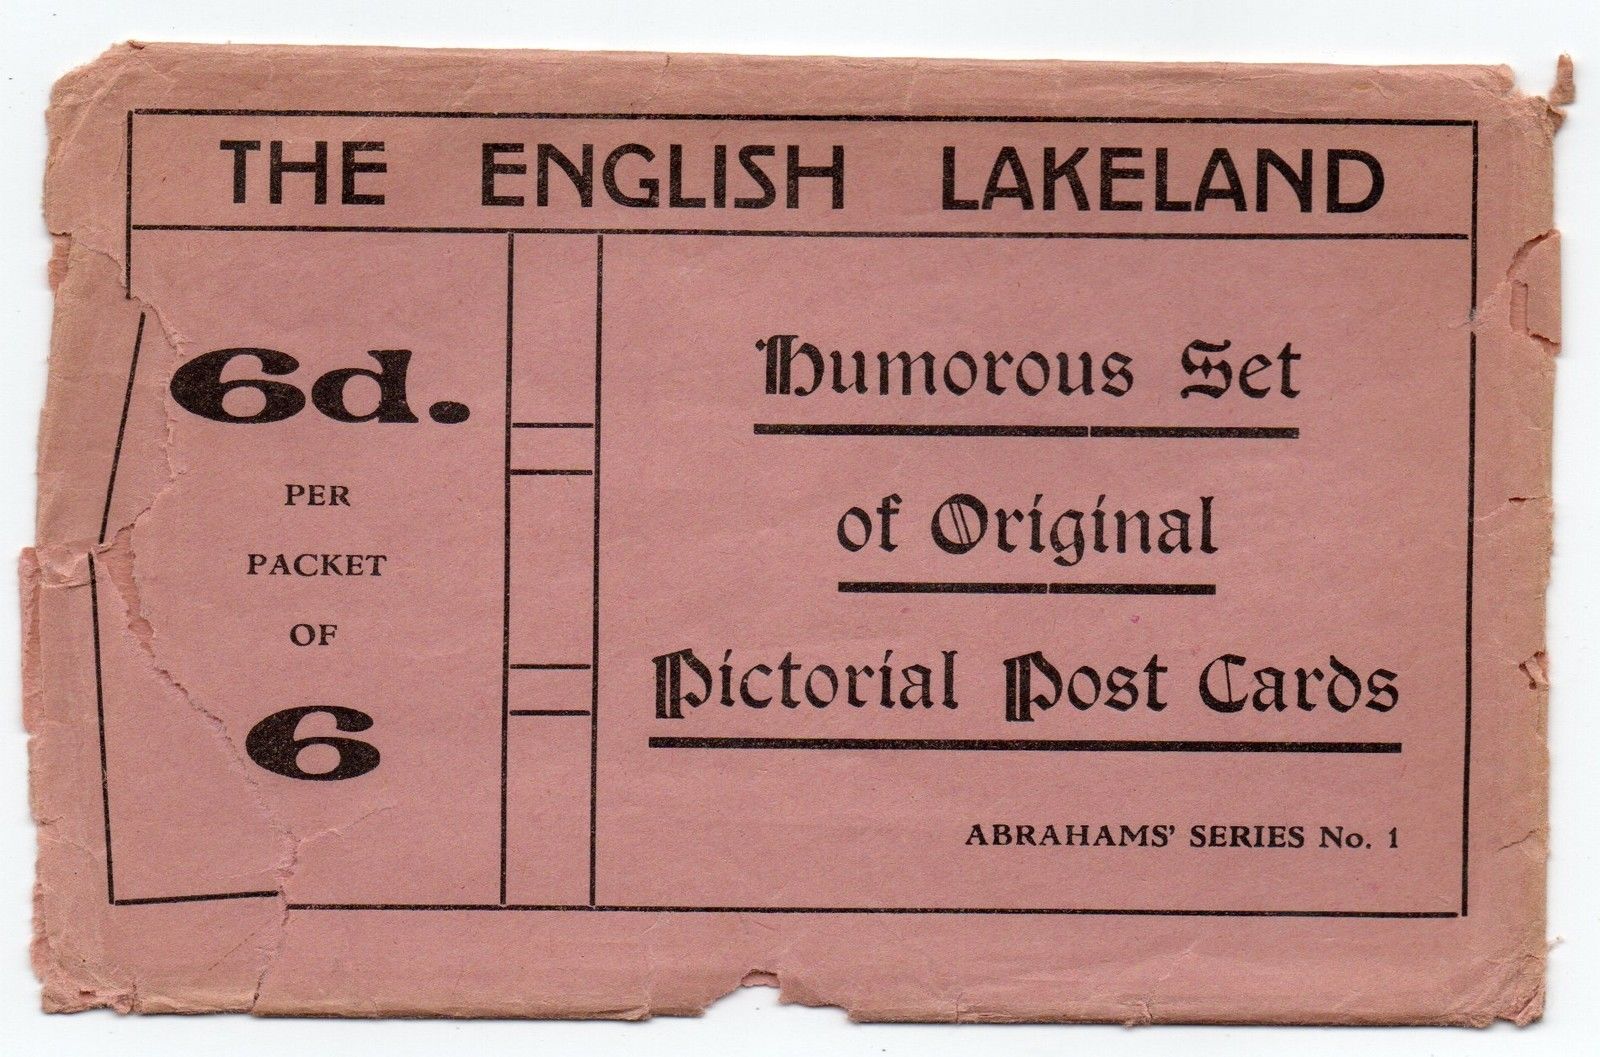 THE ENGLISH LAKELAND
6d.
PER
PACKET
OF
6
Humorous Set
of Original
Pictorial Post Cards
ABRAHAMS' SERIES No. 1